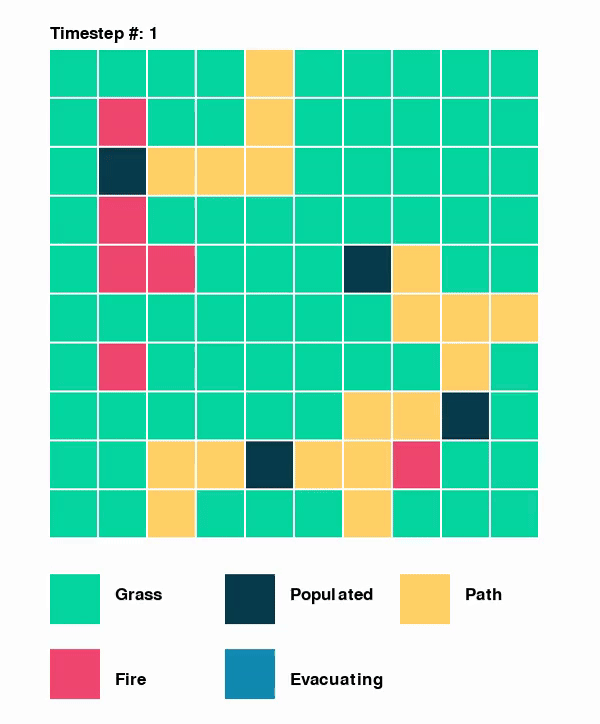 Timestep #: 1
Grass
Populated
Path
Fire
Evacuating